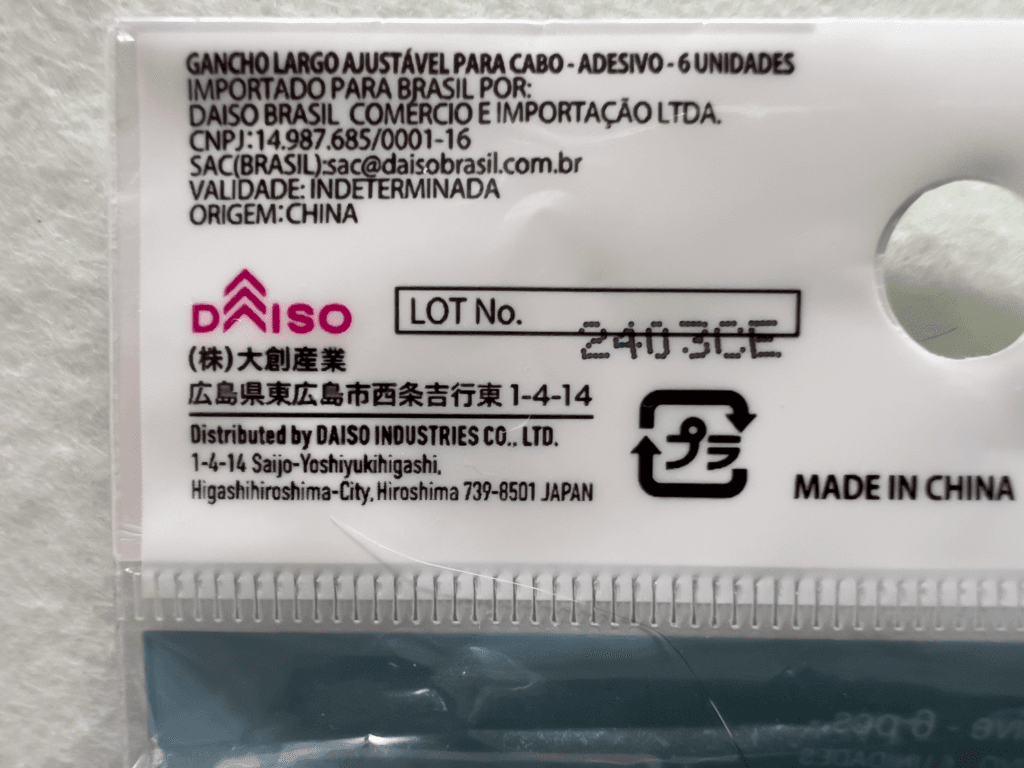 GANCHO LARGO AJUSTÁVEL PARA CABO - ADESIVO - 6 UNIDADES
IMPORTADO PARA BRASIL POR:
DAISO BRASIL COMÉRCIO E IMPORTAÇÃO LTDA.
CNPJ:14.987.685/0001-16
SAC(BRASIL):sac@daisobrasil.com.br
VALIDADE: INDETERMINADA
ORIGEM:CHINA
DAISO
LOT No.
2403CE
(株)大創産業
広島県東広島市西条吉行東1-4-14
Distributed by DAISO INDUSTRIES CO., LTD.
1-4-14 Saijo-Yoshiyukihigashi,
Higashihiroshima-City, Hiroshima 739-8501 JAPAN
プラ
MADE IN CHINA
ve - 6 pcs.
UNIDADES